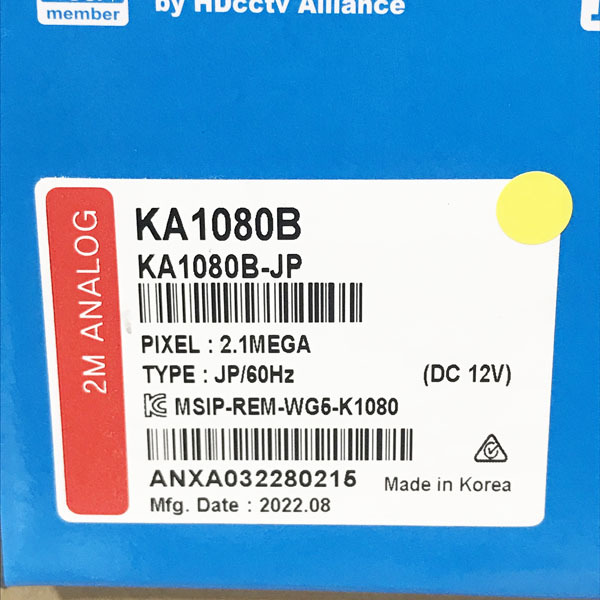 member
by HDcctv Alliance
2M ANALOG
KA1080B
KA1080B-JP
PIXEL : 2.1MEGA
TYPE : JP/60Hz (DC 12V)
MSIP-REM-WG5-K1080
ANXA032280215 Made in Korea
Mfg. Date : 2022.08